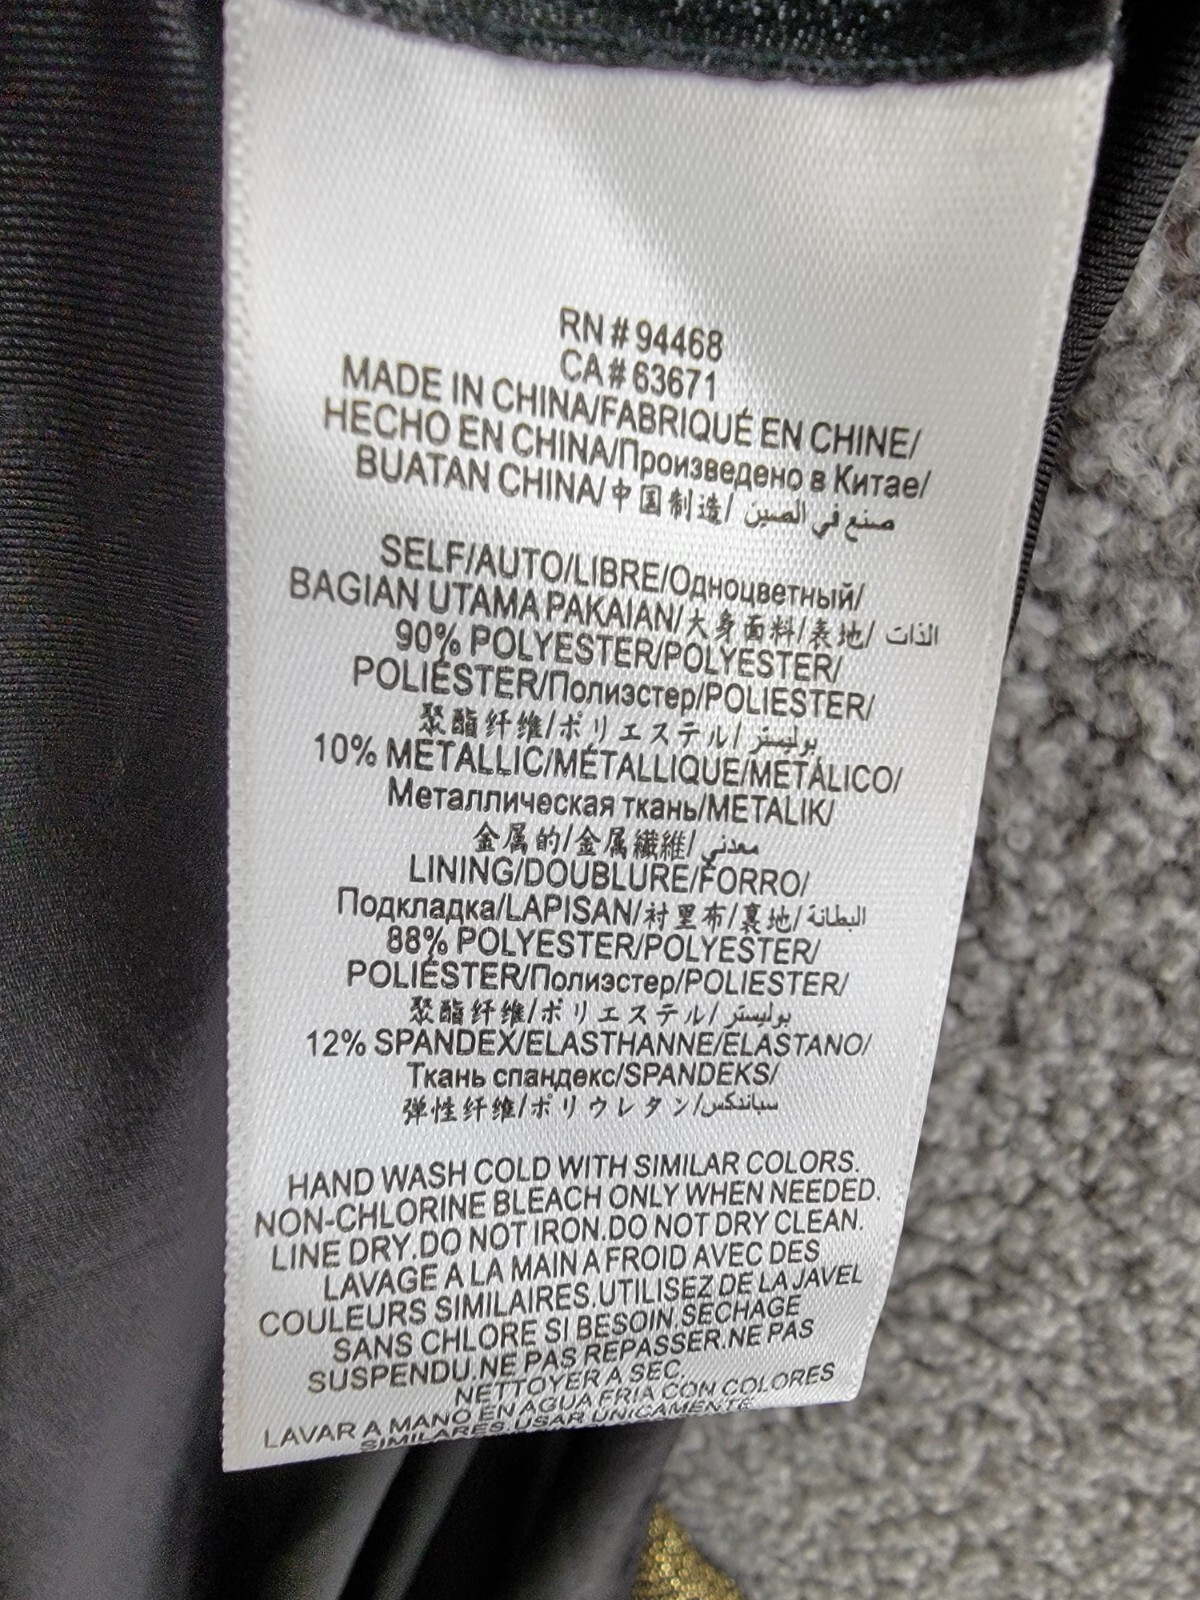 RN # 94468
CA # 63671
MADE IN CHINA/FABRIQUÉ EN CHINE/
HECHO EN CHINA/Произведено в Китае/
BUATAN CHINA/中国制造/ صنع في الصين
SELF/AUTO/LIBRE/Одноцветный/
BAGIAN UTAMA PAKAIAN/大身面料/表地/ الذات
90% POLYESTER/POLYESTER/
POLIÉSTER/Полиэстер/POLIESTER/
聚酯纤维/ポリエステル/ بوليستر
10% METALLIC/MÉTALLIQUE/METÁLICO/
Металлическая ткань/METALIK/
金属的/金属繊維/ معدني
LINING/DOUBLURE/FORRO/
Подкладка/LAPISAN/衬里布/裏地/ البطانة
88% POLYESTER/POLYESTER/
POLIÉSTER/Полиэстер/POLIESTER/
聚酯纤维/ポリエステル/ بوليستر
12% SPANDEX/ELASTHANNE/ELASTANO/
Ткань спандекс/SPANDEKS/
弹性纤维/ポリウレタン/ سباندكس
HAND WASH COLD WITH SIMILAR COLORS.
NON-CHLORINE BLEACH ONLY WHEN NEEDED.
LINE DRY.DO NOT IRON.DO NOT DRY CLEAN.
LAVAGE A LA MAIN A FROID AVEC DES
COULEURS SIMILAIRES.UTILISEZ DE LA JAVEL
SANS CHLORE SI BESOIN.SECHAGE
SUSPENDU.NE PAS REPASSER.NE PAS
NETTOYER A SEC.
LAVAR A MANO EN AGUA FRIA CON COLORES
SIMILARES.USAR UNICAMENTE